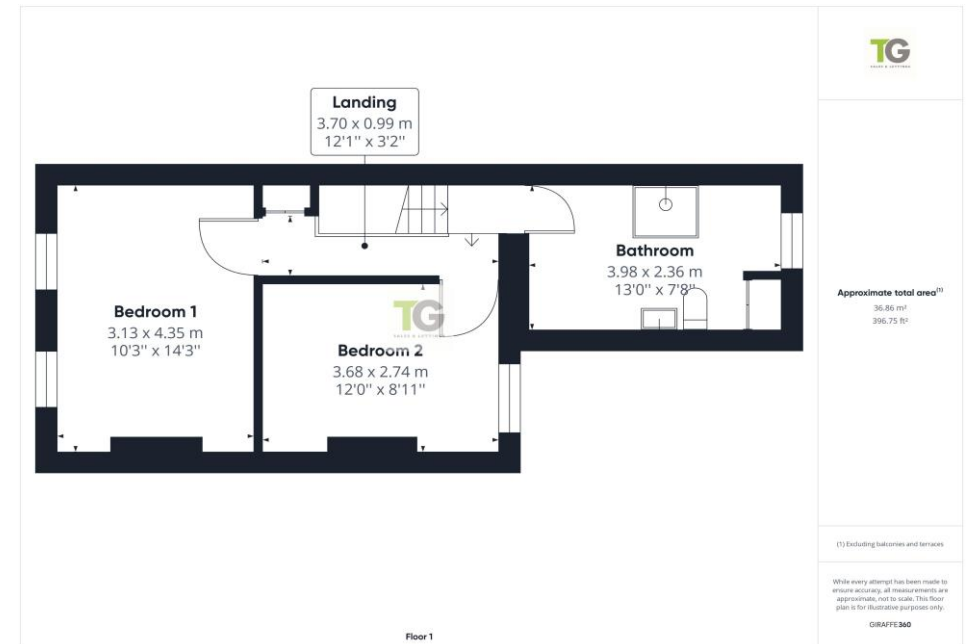 Landing
3.70 x 0.99 m
12'1'' x 3'2''
Bedroom 1
3.13 x 4.35 m
10'3'' x 14'3''
TG
Bedroom 2
3.68 x 2.74 m
12'0'' x 8'11''
Bathroom
3.98 x 2.36 m
13'0'' x 7'8''
Floor 1
TG
SALES & LETTINGS
Approximate total area(1)
36.86 m²
396.75 ft²
(1) Excluding balconies and terraces
While every attempt has been made to
ensure accuracy, all measurements are
approximate, not to scale. This floor
plan is for illustrative purposes only.
GIRAFFE360